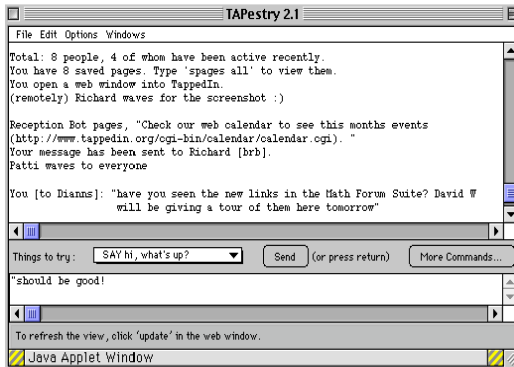 TAPestry 2.1
File Edit Options Windows
Total: 8 people, 4 of whom have been active recently.
You have 8 saved pages. Type 'spages all' to view them.
You open a web window into TappedIn.
(remotely) Richard waves for the screenshot :)
Reception Bot pages, "Check our web calendar to see this months events
(http://www.tappedin.org/cgi-bin/calendar/calendar.cgi). "
Your message has been sent to Richard [brb].
Patti waves to everyone
You [to Dianns]: "have you seen the new links in the Math Forum Suite? David W
will be giving a tour of them here tomorrow"
Things to try: SAY hi, what's up? Send (or press return) More Commands...
"should be good!
To refresh the view, click 'update' in the web window.
Java Applet Window